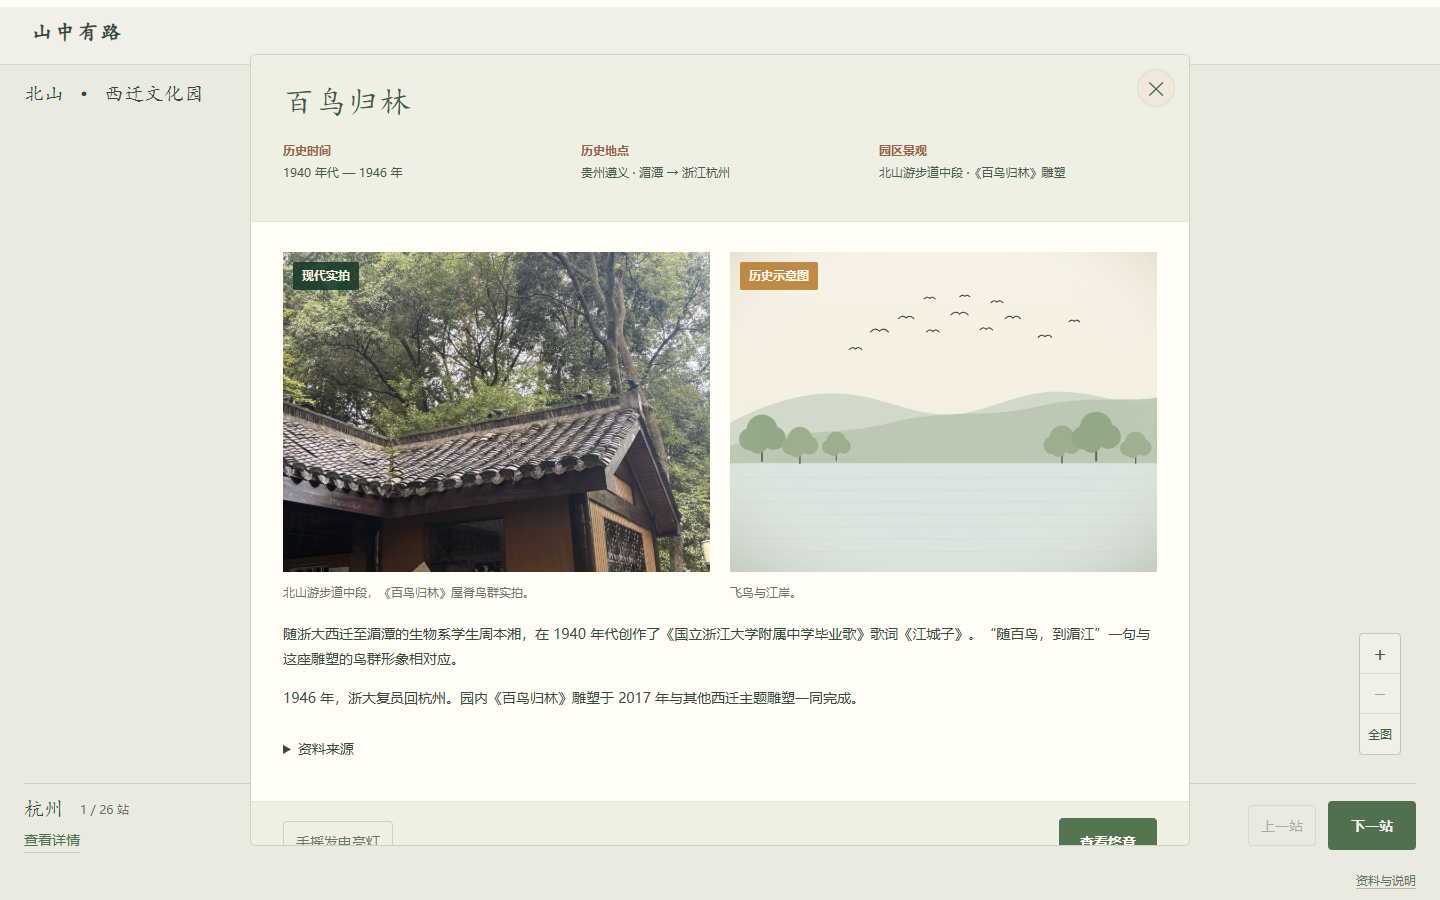 山中有路
北山 • 西迁文化园
百鸟归林
历史时间
1940 年代 — 1946 年
历史地点
贵州遵义 · 湄潭 → 浙江杭州
园区景观
北山游步道中段 · 《百鸟归林》雕塑
现代实拍
历史示意图
北山游步道中段，《百鸟归林》屋脊鸟群实拍。
飞鸟与江岸。
随浙大西迁至湄潭的生物系学生周本湘，在 1940 年代创作了《国立浙江大学附属中学毕业歌》歌词《江城子》。“随百鸟，到湄江”一句与
这座雕塑的鸟群形象相对应。
1946 年，浙大复员回杭州。园内《百鸟归林》雕塑于 2017 年与其他西迁主题雕塑一同完成。
▶ 资料来源
手摇发电亮灯
查看终章
+
−
全图
杭州 1 / 26 站
查看详情
上一站
下一站
资料与说明